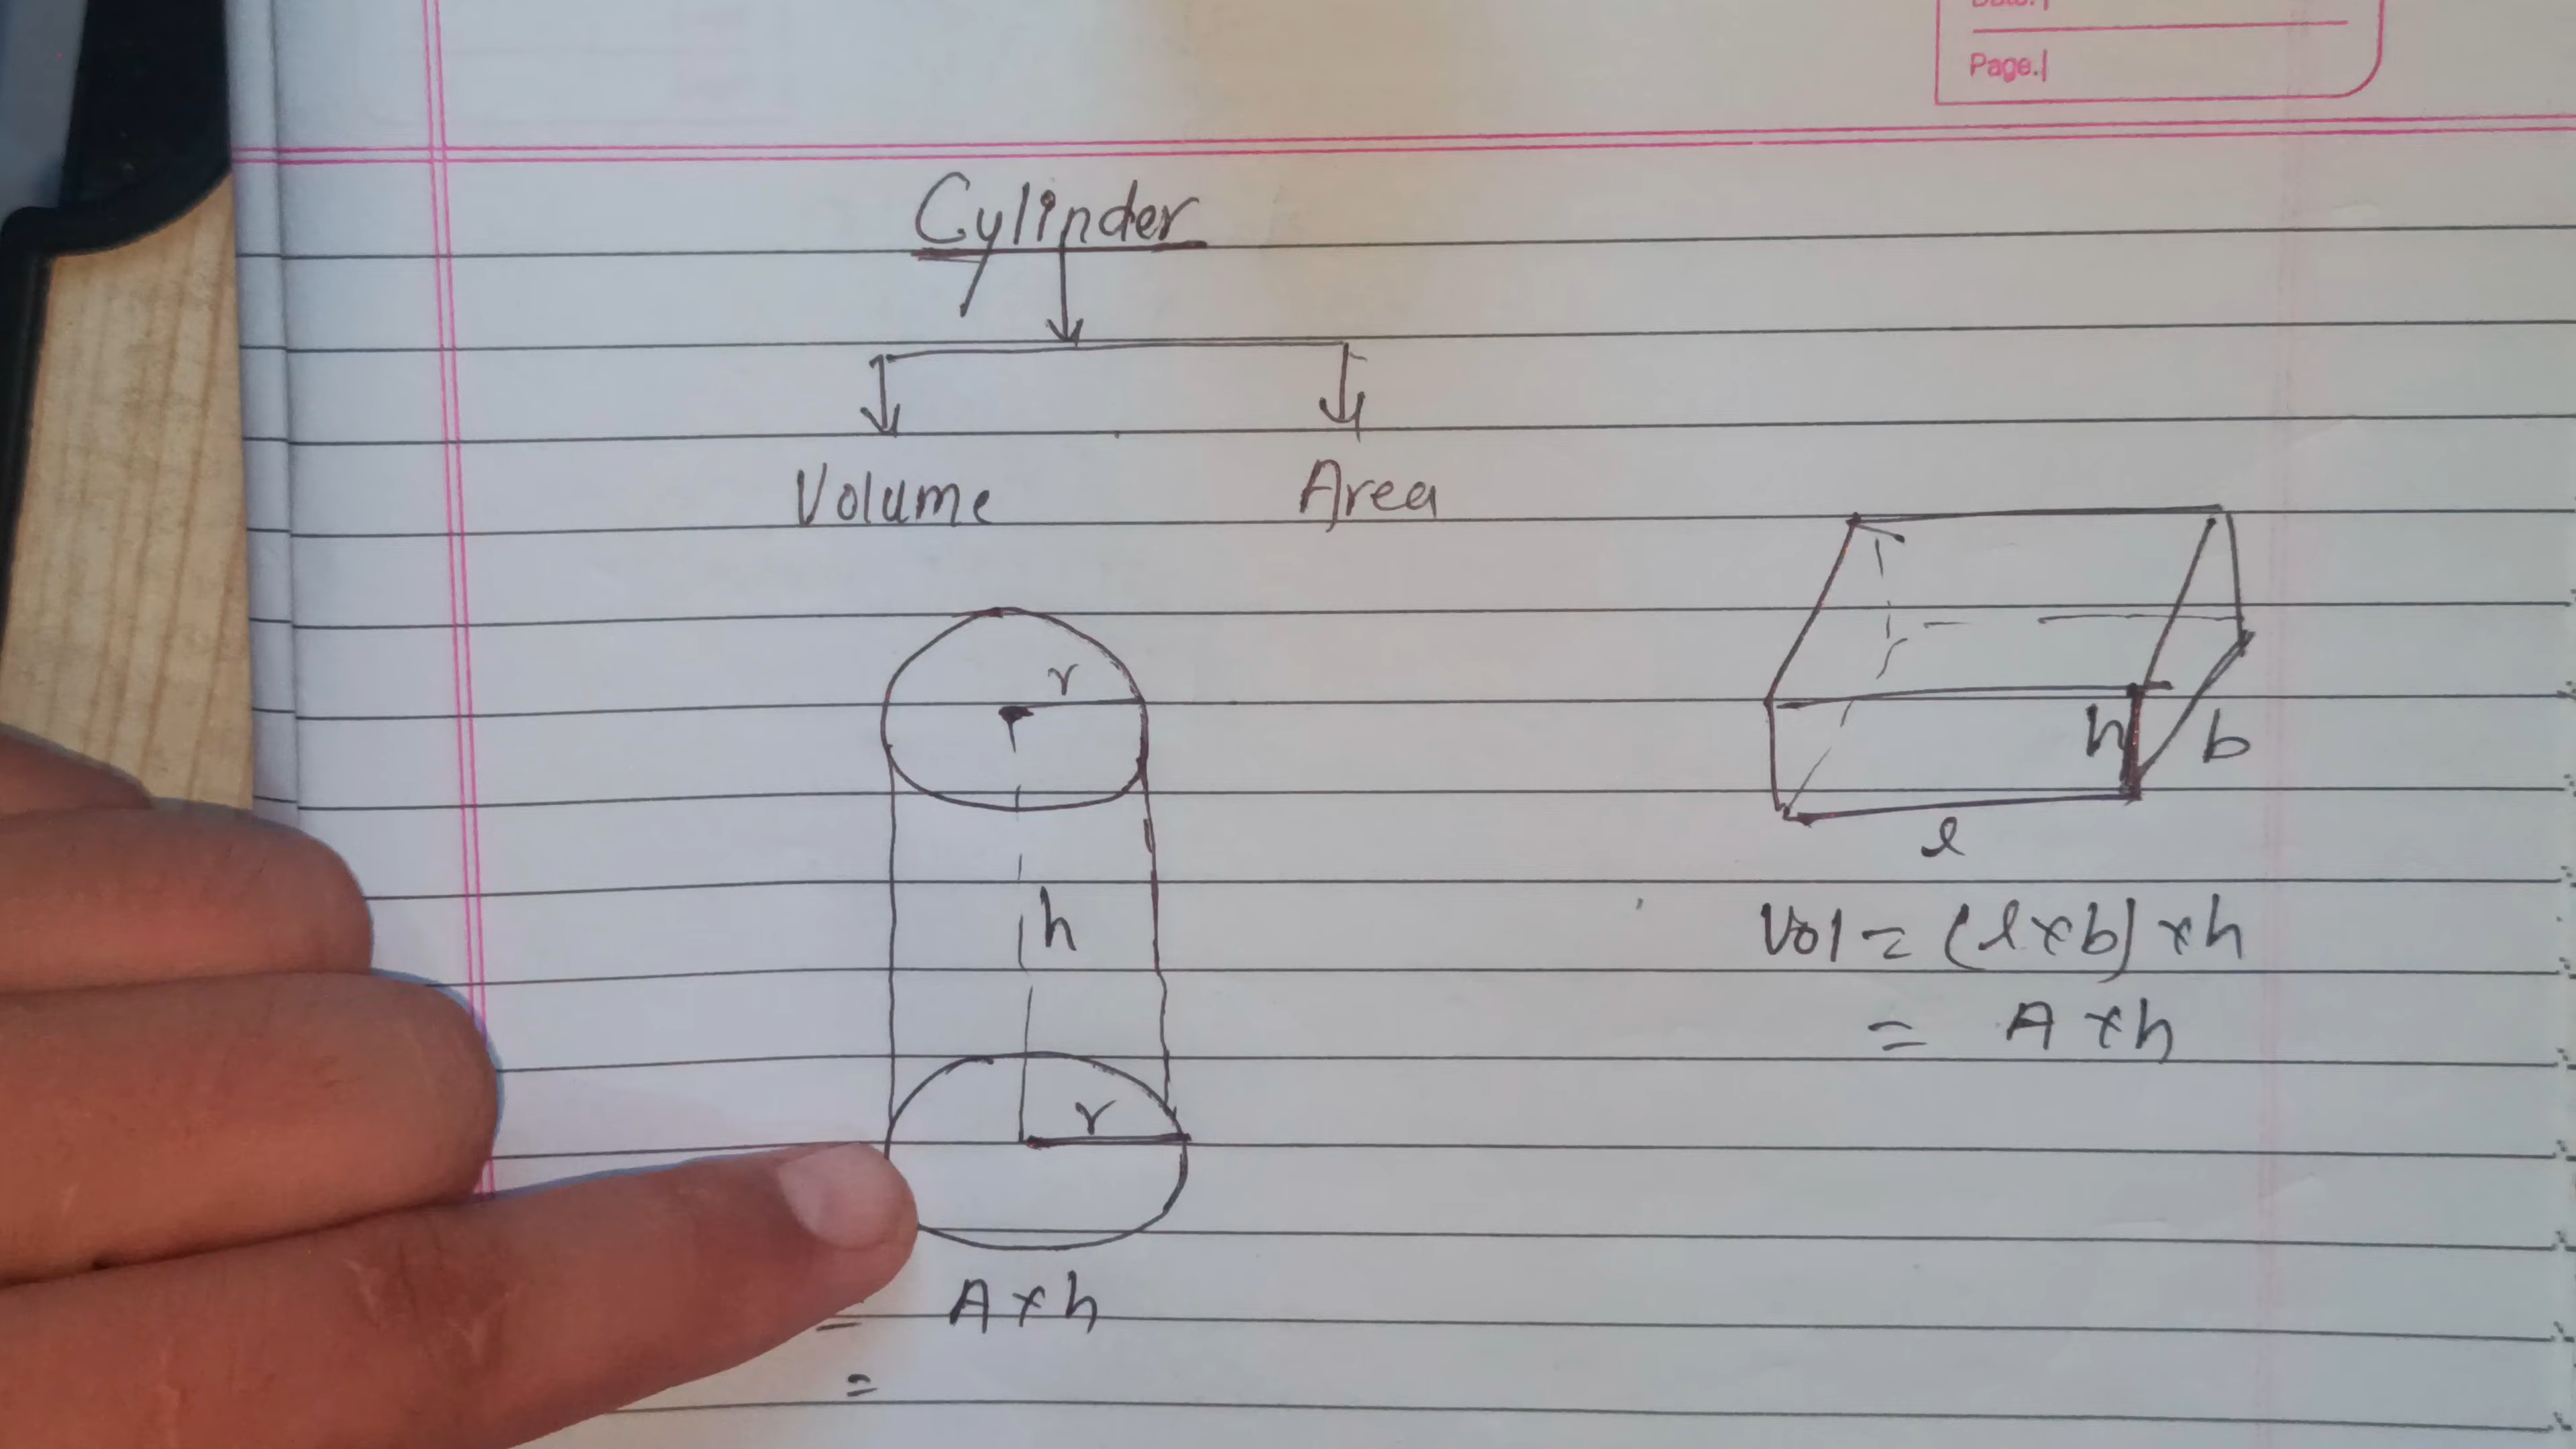 Page.
Cylinder
Volume Area
r
h
r
h b
l
Vol = (l×b) ×h
= A ×h
= A × h
=